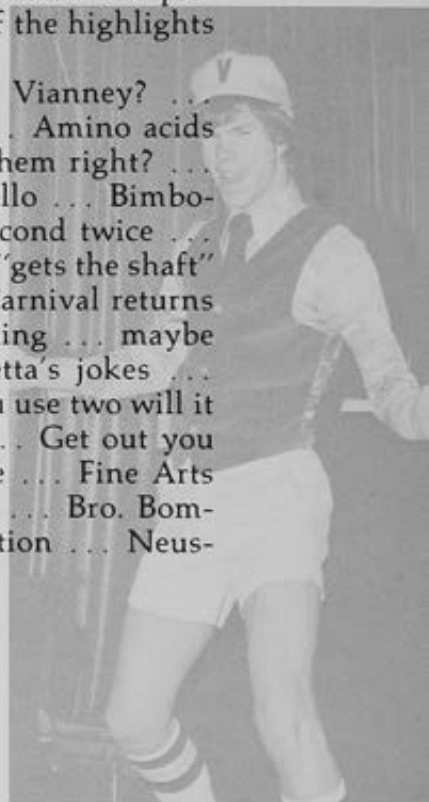 f the highlights
Vianney? ...
. Amino acids
hem right? ...
llo ... Bimbo-
cond twice ...
"gets the shaft"
arnival returns
ing ... maybe
etta's jokes ...
use two will it
.. Get out you
e ... Fine Arts
... Bro. Bom-
tion ... Neus-
V